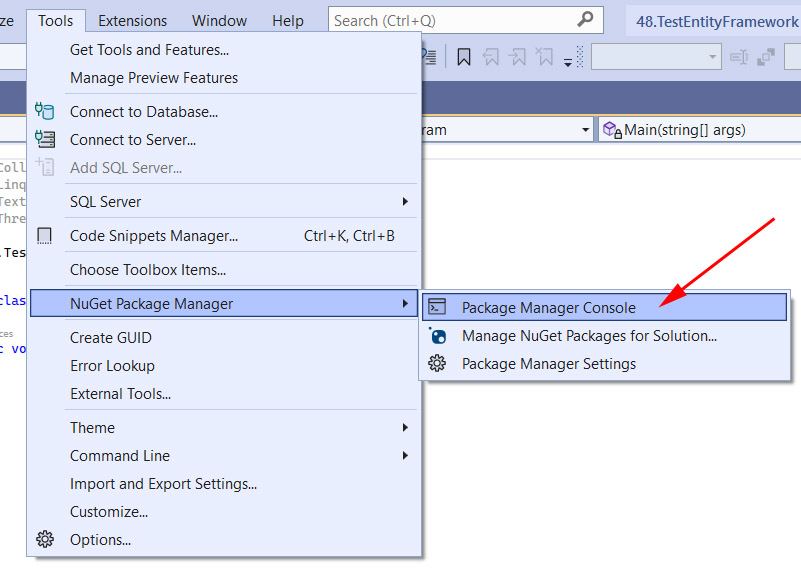 ze Tools Extensions Window Help Search (Ctrl+Q) 48.TestEntityFramework
Get Tools and Features...
Manage Preview Features
Connect to Database...
ram Main(string[] args)
Connect to Server...
Coll
Add SQL Server...
Linq
Text
SQL Server
Thre
Code Snippets Manager... Ctrl+K, Ctrl+B
.Tes
Choose Toolbox Items...
clas
NuGet Package Manager Package Manager Console
ces
Create GUID Manage NuGet Packages for Solution...
c vo
Error Lookup Package Manager Settings
External Tools...
Theme
Command Line
Import and Export Settings...
Customize...
Options...